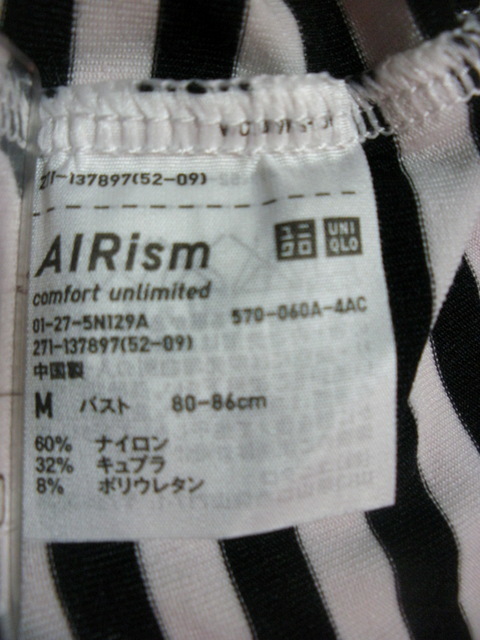 271-137897(52-09)
AIRism
ユニ
クロ
UNI
QLO
comfort unlimited
01-27-5N129A 570-060A-4AC
271-137897(52-09)
中国製
M バスト 80-86cm
60% ナイロン
32% キュプラ
8% ポリウレタン